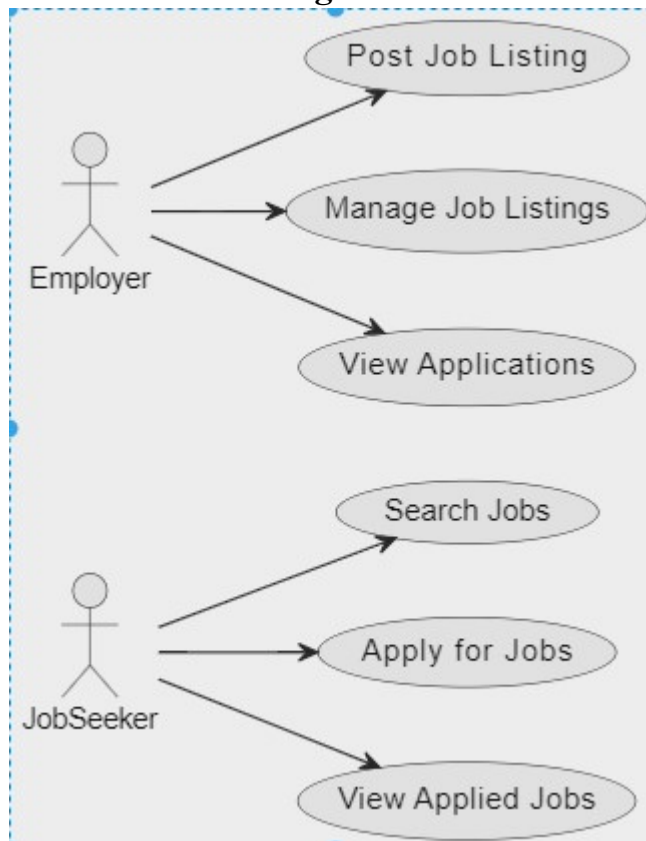 Post Job Listing
Manage Job Listings
Employer
View Applications
Search Jobs
Apply for Jobs
JobSeeker
View Applied Jobs